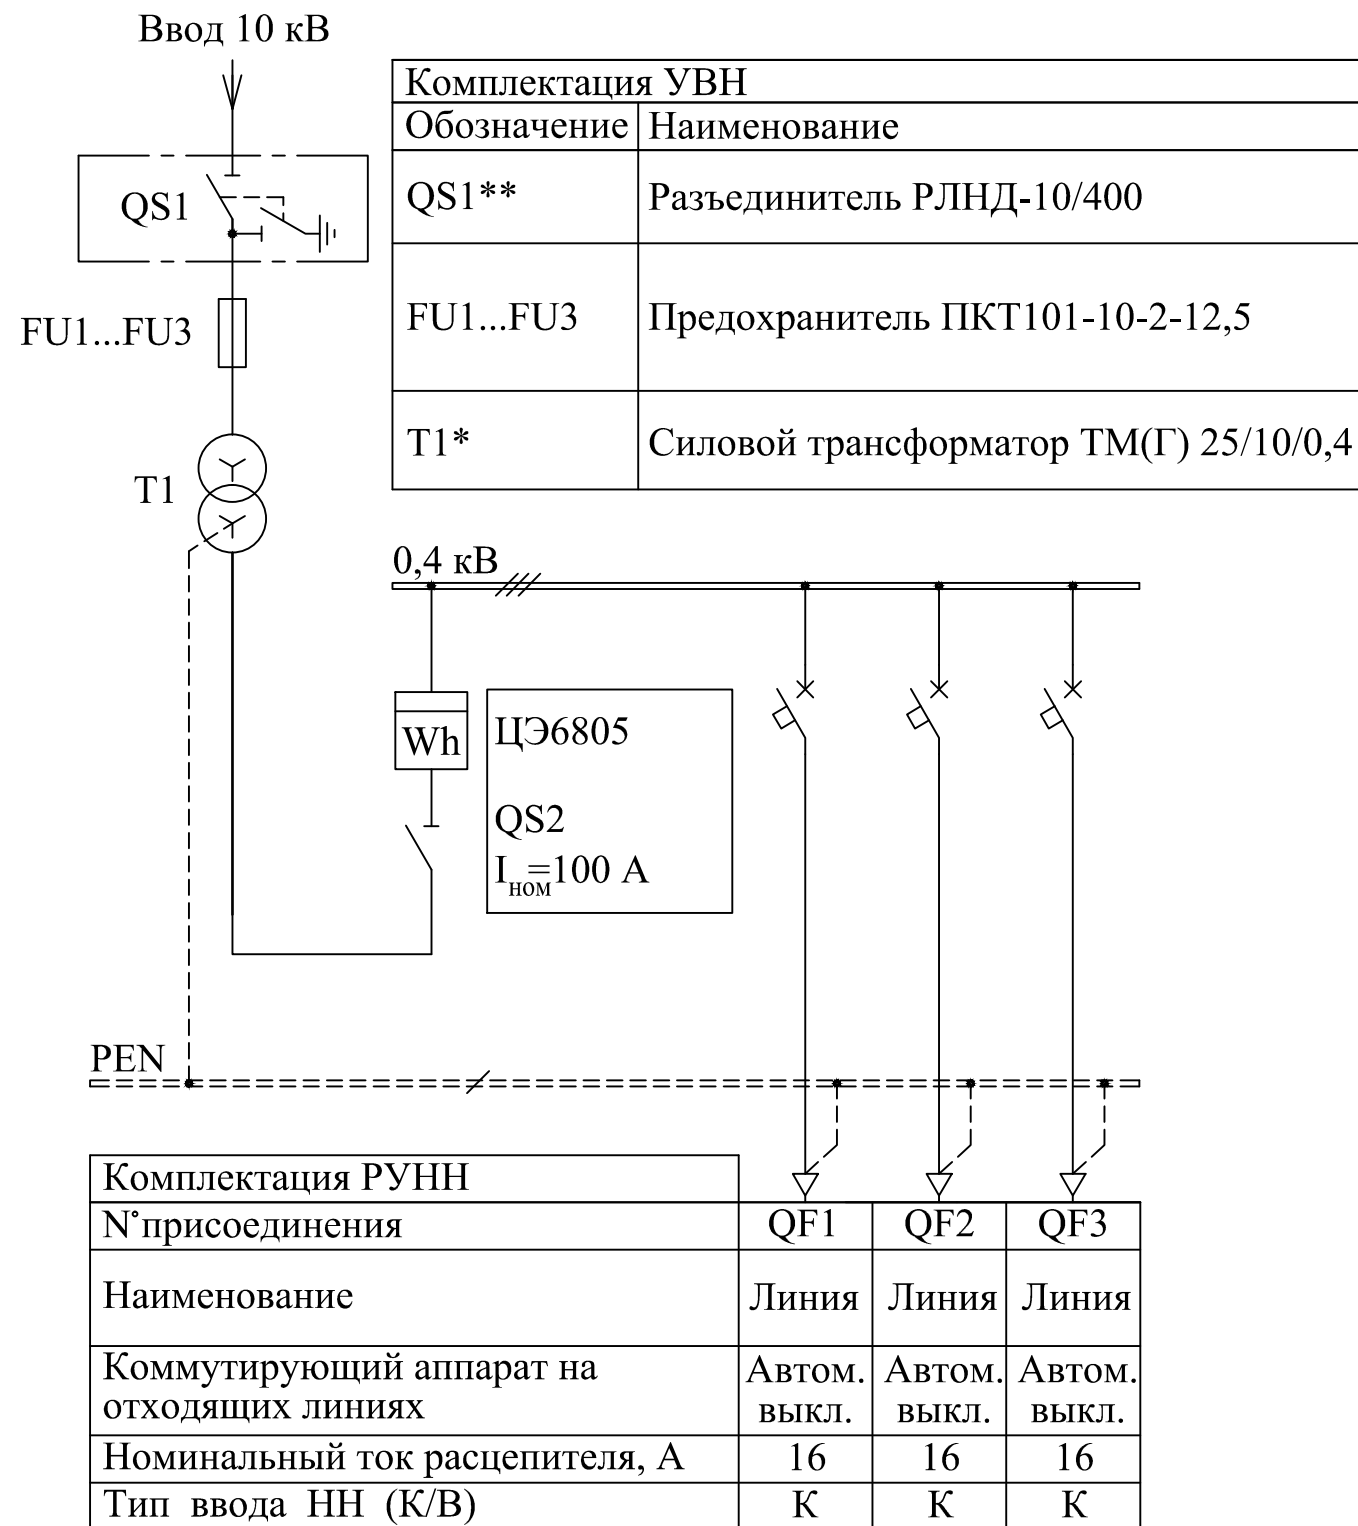 Ввод 10 кВ
Комплектация УВН
Обозначение Наименование
QS1** Разъединитель РЛНД-10/400
FU1...FU3 Предохранитель ПКТ101-10-2-12,5
T1* Силовой трансформатор ТМ(Г) 25/10/0,4
QS1
FU1...FU3
T1
0,4 кВ
Wh
ЦЭ6805
QS2
Iном=100 А
PEN
Комплектация РУНН
N°присоединения QF1 QF2 QF3
Наименование Линия Линия Линия
Коммутирующий аппарат на
отходящих линиях
Автом. Автом. Автом.
выкл. выкл. выкл.
Номинальный ток расцепителя, А 16 16 16
Тип ввода НН (К/В) К К К